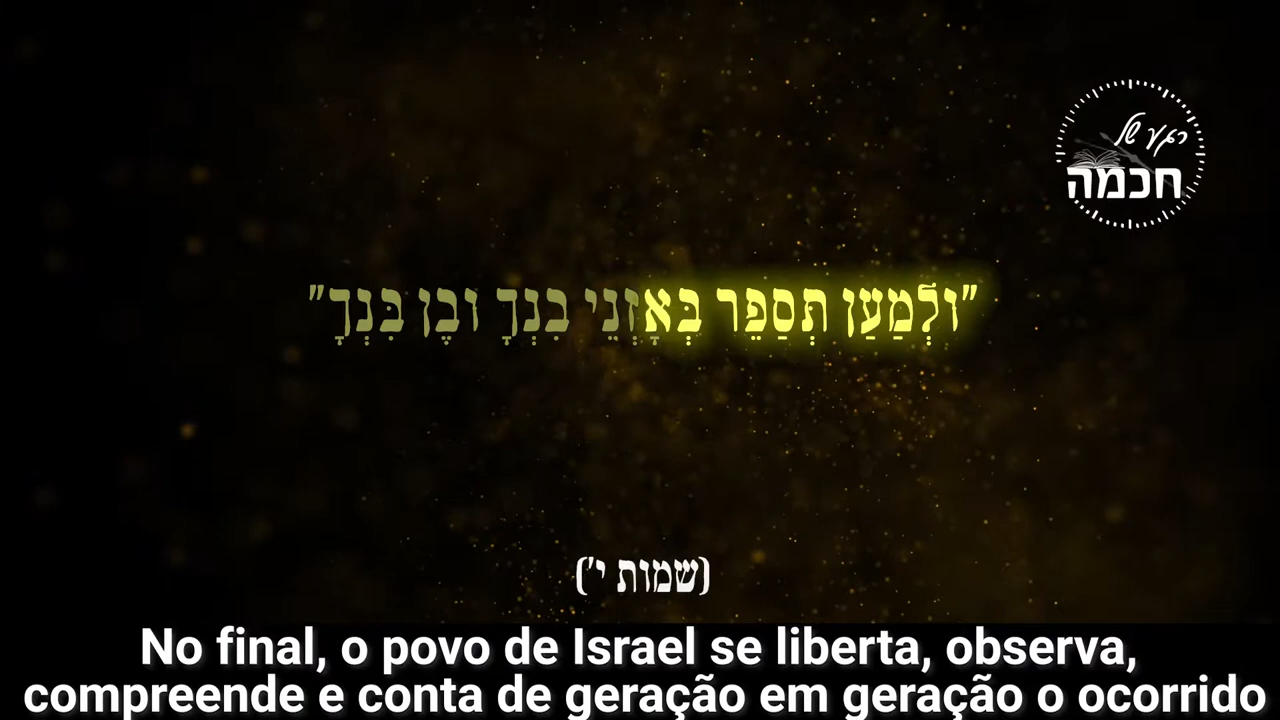 רגע של
חכמה
"וּלְמַעַן תְּסַפֵּר בְּאָזְנֵי בִנְךָ וּבֶן בִּנְךָ"
(שמות י')
No final, o povo de Israel se liberta, observa,
compreende e conta de geração em geração o ocorrido